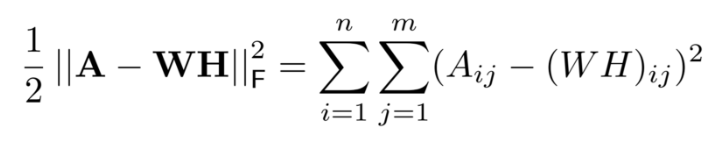 \frac{1}{2} ||\mathbf{A} - \mathbf{WH}||_{\mathsf{F}}^{2} = \sum_{i=1}^{n} \sum_{j=1}^{m} (A_{ij} - (WH)_{ij})^2